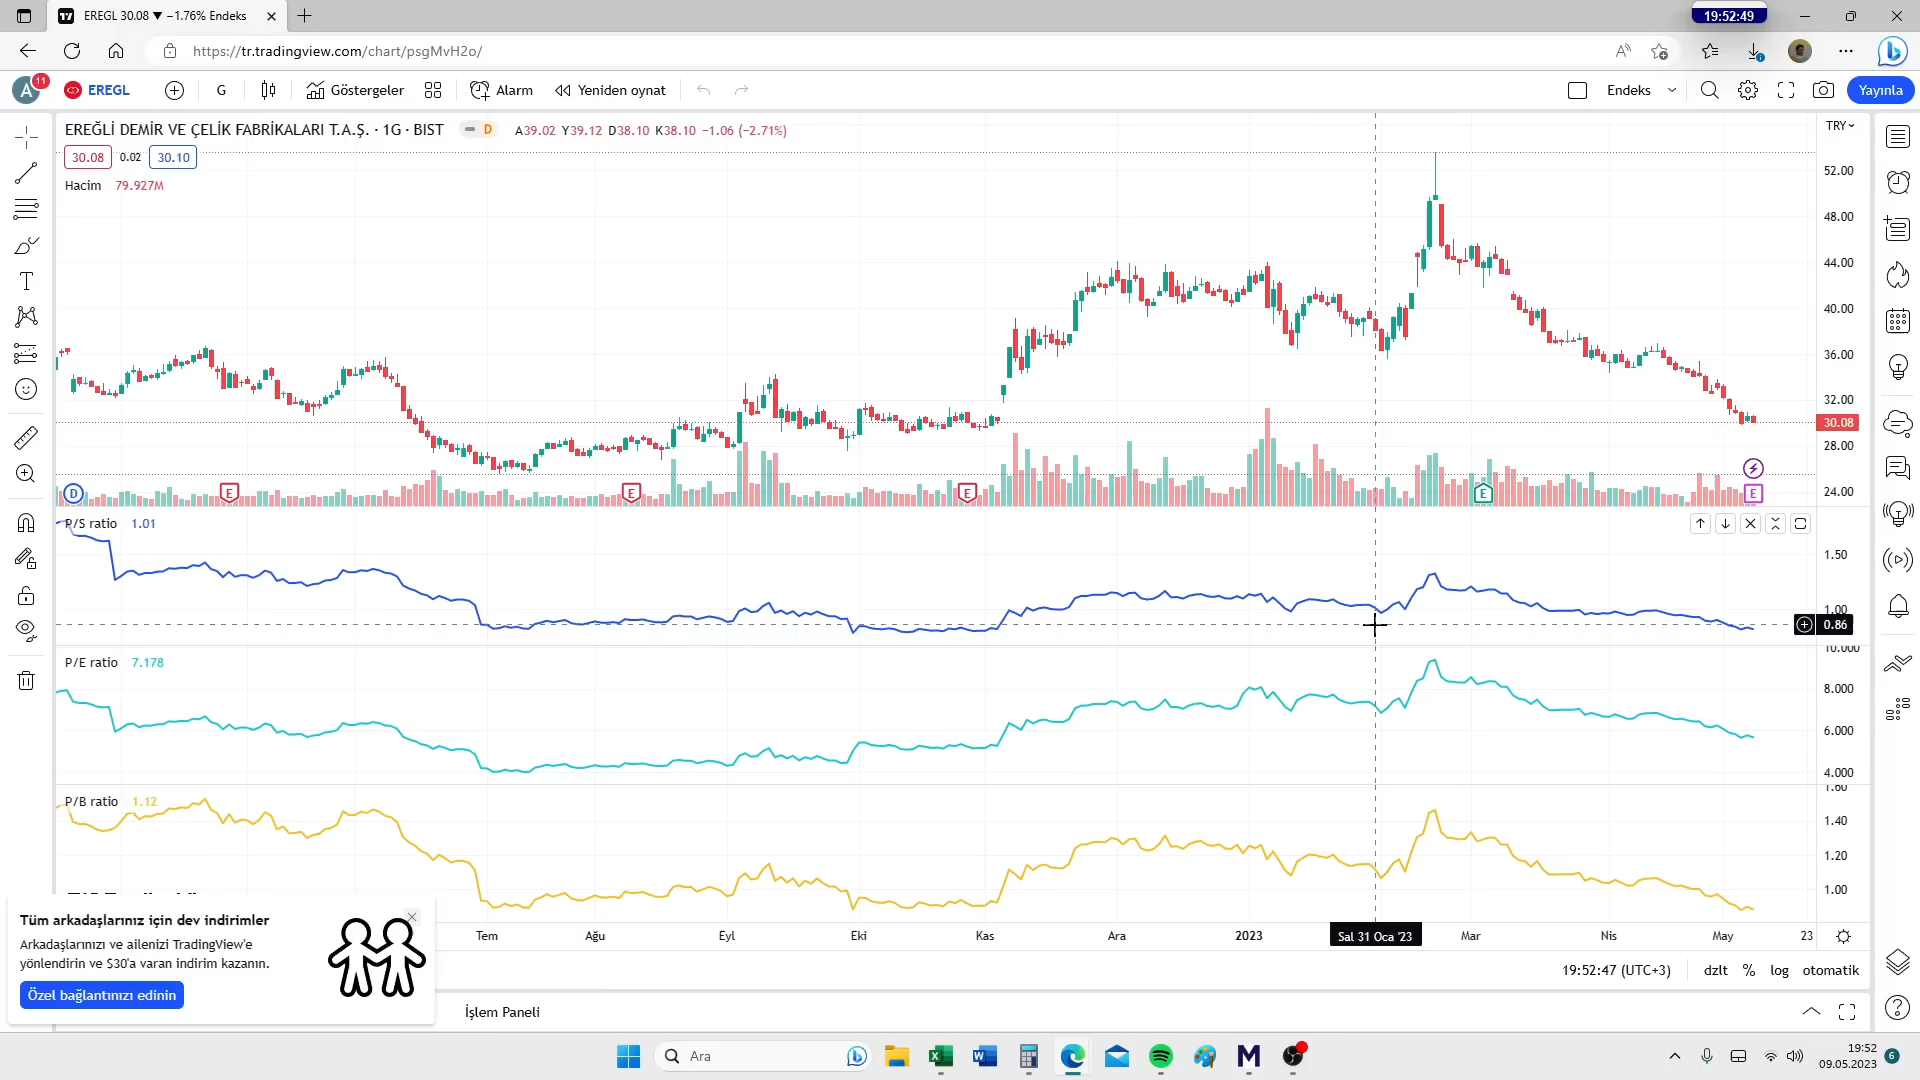 EREGL 30.08 ▼ −1.76% Endeks
19:52:49
https://tr.tradingview.com/chart/psgMvH2o/
A
11
EREGL
G
Göstergeler
Alarm
Yeniden oynat
Endeks
Yayınla
EREĞLİ DEMİR VE ÇELİK FABRİKALARI T.A.Ş. · 1G · BIST
D
A39.02 Y39.12 D38.10 K38.10 −1.06 (−2.71%)
TRY
30.08
0.02
30.10
Hacim 79.927M
52.00
48.00
44.00
40.00
36.00
32.00
30.08
28.00
24.00
D
E
E
E
E
E
P/S ratio 1.01
1.50
1.00
0.86
P/E ratio 7.178
10.000
8.000
6.000
4.000
P/B ratio 1.12
1.60
1.40
1.20
1.00
Tem
Ağu
Eyl
Eki
Kas
Ara
2023
Sal 31 Oca '23
Mar
Nis
May
23
Tüm arkadaşlarınız için dev indirimler
Arkadaşlarınızı ve ailenizi TradingView'e
yönlendirin ve $30'a varan indirim kazanın.
Özel bağlantınızı edinin
19:52:47 (UTC+3)
dzlt
%
log
otomatik
İşlem Paneli
Ara
19:52
09.05.2023
6